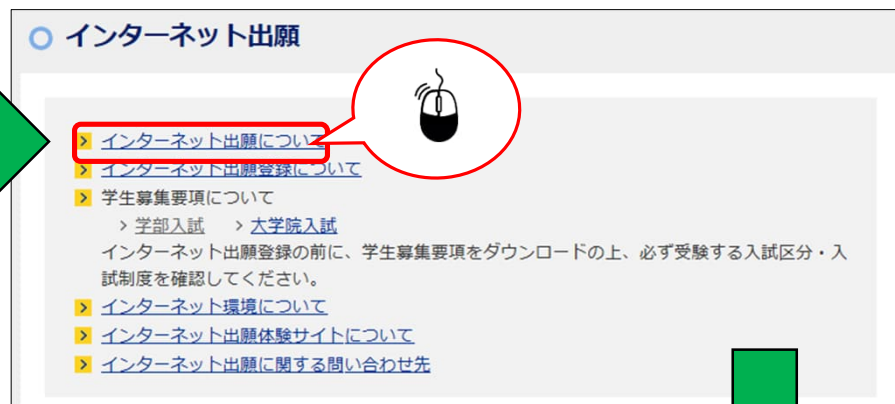 インターネット出願
インターネット出願について
インターネット出願登録について
学生募集要項について
> 学部入試 > 大学院入試
インターネット出願登録の前に、学生募集要項をダウンロードの上、必ず受験する入試区分・入
試制度を確認してください。
インターネット環境について
インターネット出願体験サイトについて
インターネット出願に関する問い合わせ先